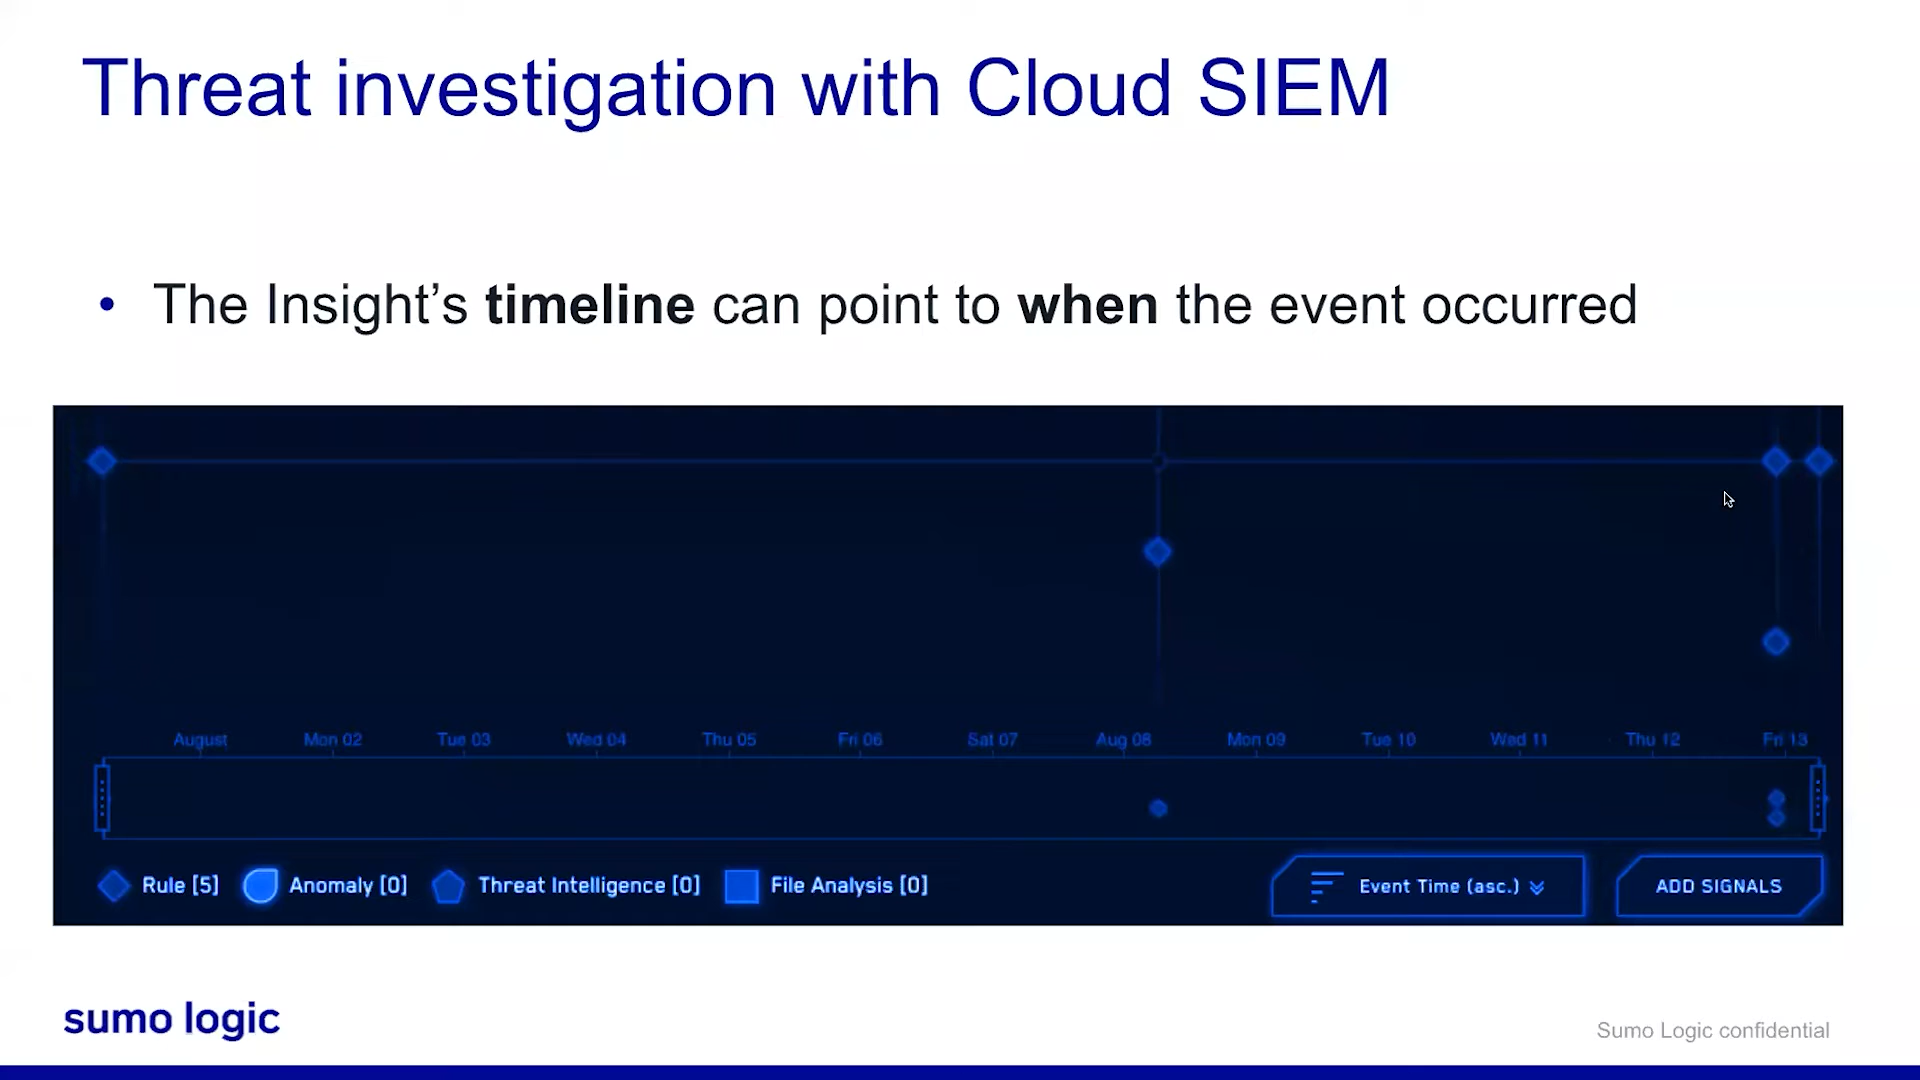 Threat investigation with Cloud SIEM
• The Insight’s timeline can point to when the event occurred
August Mon 02 Tue 03 Wed 04 Thu 05 Fri 06 Sat 07 Aug 08 Mon 09 Tue 10 Wed 11 Thu 12 Fri 13
Rule [5] Anomaly [0] Threat Intelligence [0] File Analysis [0] Event Time (asc.) ADD SIGNALS
sumo logic
Sumo Logic confidential